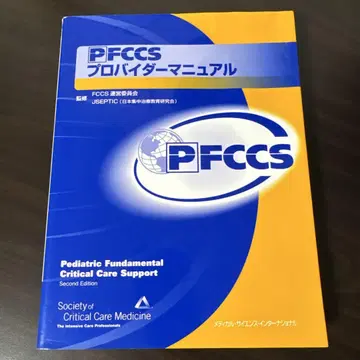 PFCCS
プロバイダーマニュアル
監修
FCCS 運営委員会
JSEPTIC（日本集中治療教育研究会）
PFCCS
Pediatric Fundamental
Critical Care Support
Second Edition
Society of
Critical Care Medicine
The Intensive Care Professionals
メディカル・サイエンス・インターナショナル